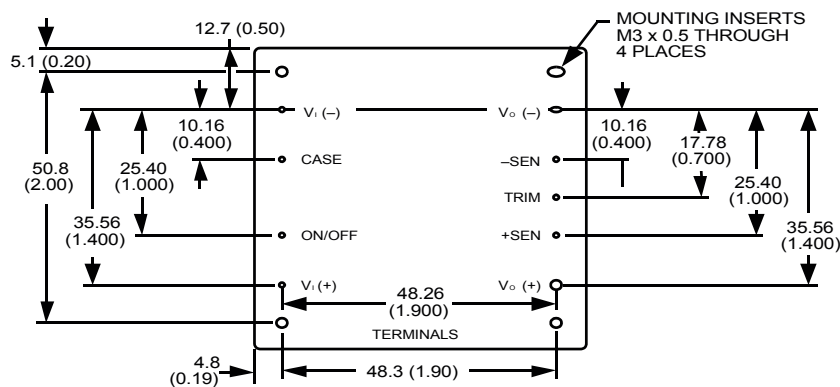 12.7 (0.50)
5.1 (0.20)
MOUNTING INSERTS
M3 x 0.5 THROUGH
4 PLACES
VI (–)
VO (–)
10.16
(0.400)
10.16
(0.400)
17.78
(0.700)
CASE
–SEN
50.8
(2.00)
25.40
(1.000)
25.40
(1.000)
TRIM
35.56
(1.400)
35.56
(1.400)
ON/OFF
+SEN
VI (+)
VO (+)
48.26
(1.900)
TERMINALS
4.8
(0.19)
48.3 (1.90)